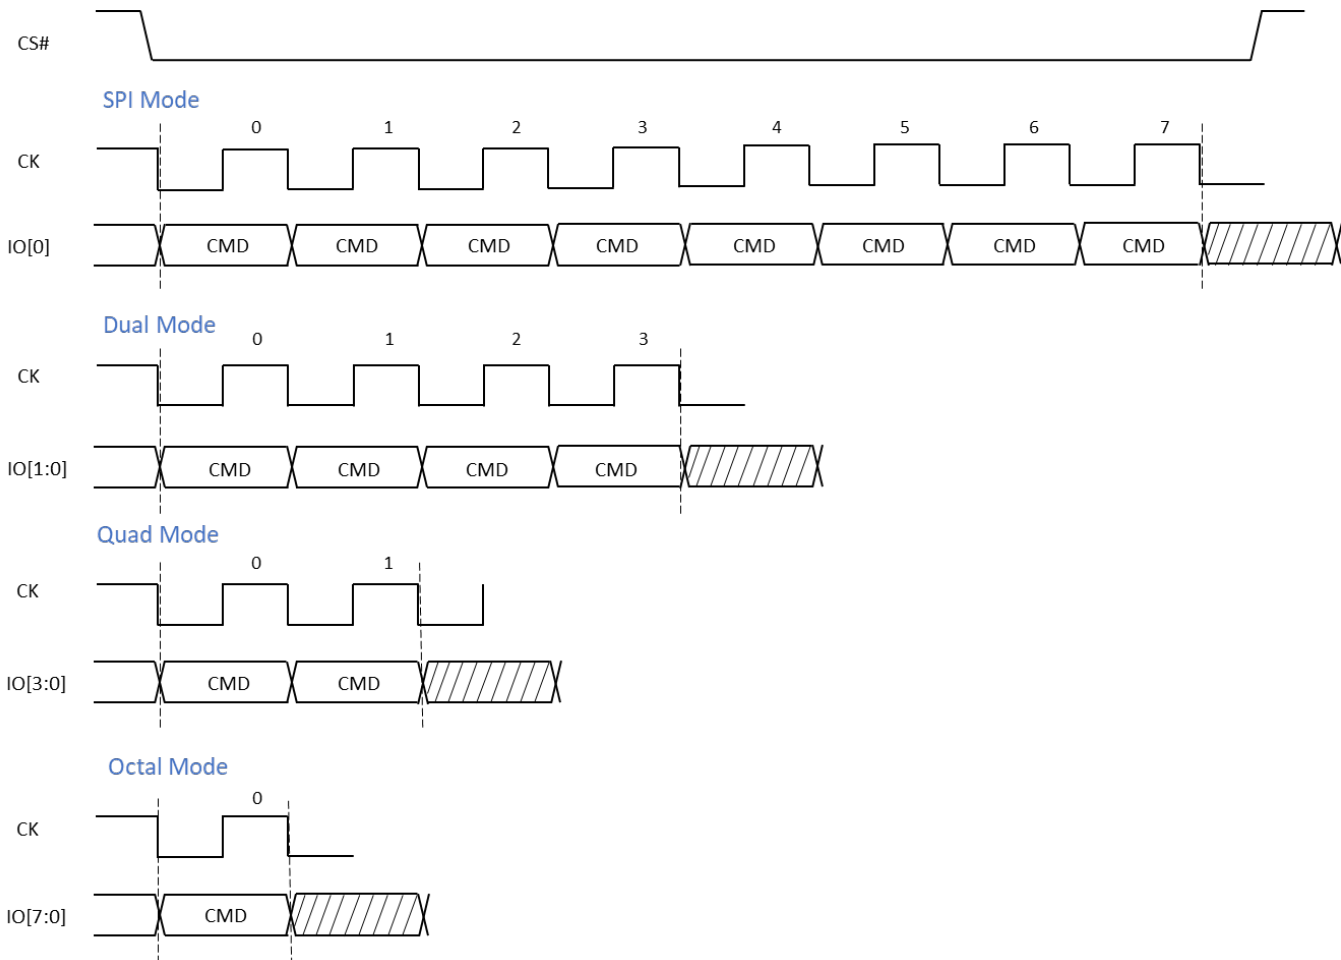 CS#
SPI Mode
0 1 2 3 4 5 6 7
CK
IO[0] CMD CMD CMD CMD CMD CMD CMD CMD
Dual Mode
0 1 2 3
CK
IO[1:0] CMD CMD CMD CMD
Quad Mode
0 1
CK
IO[3:0] CMD CMD
Octal Mode
0
CK
IO[7:0] CMD